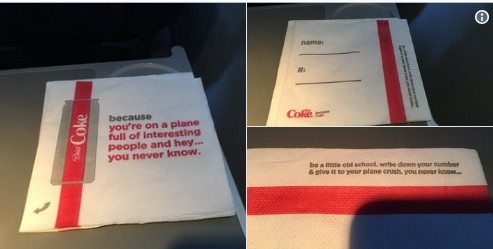 Diet Coke
because
you're on a plane
full of interesting
people and hey...
you never know.
name:
#:
Coke
be a little old school. write down your number
& give it to your plane crush. you never know...